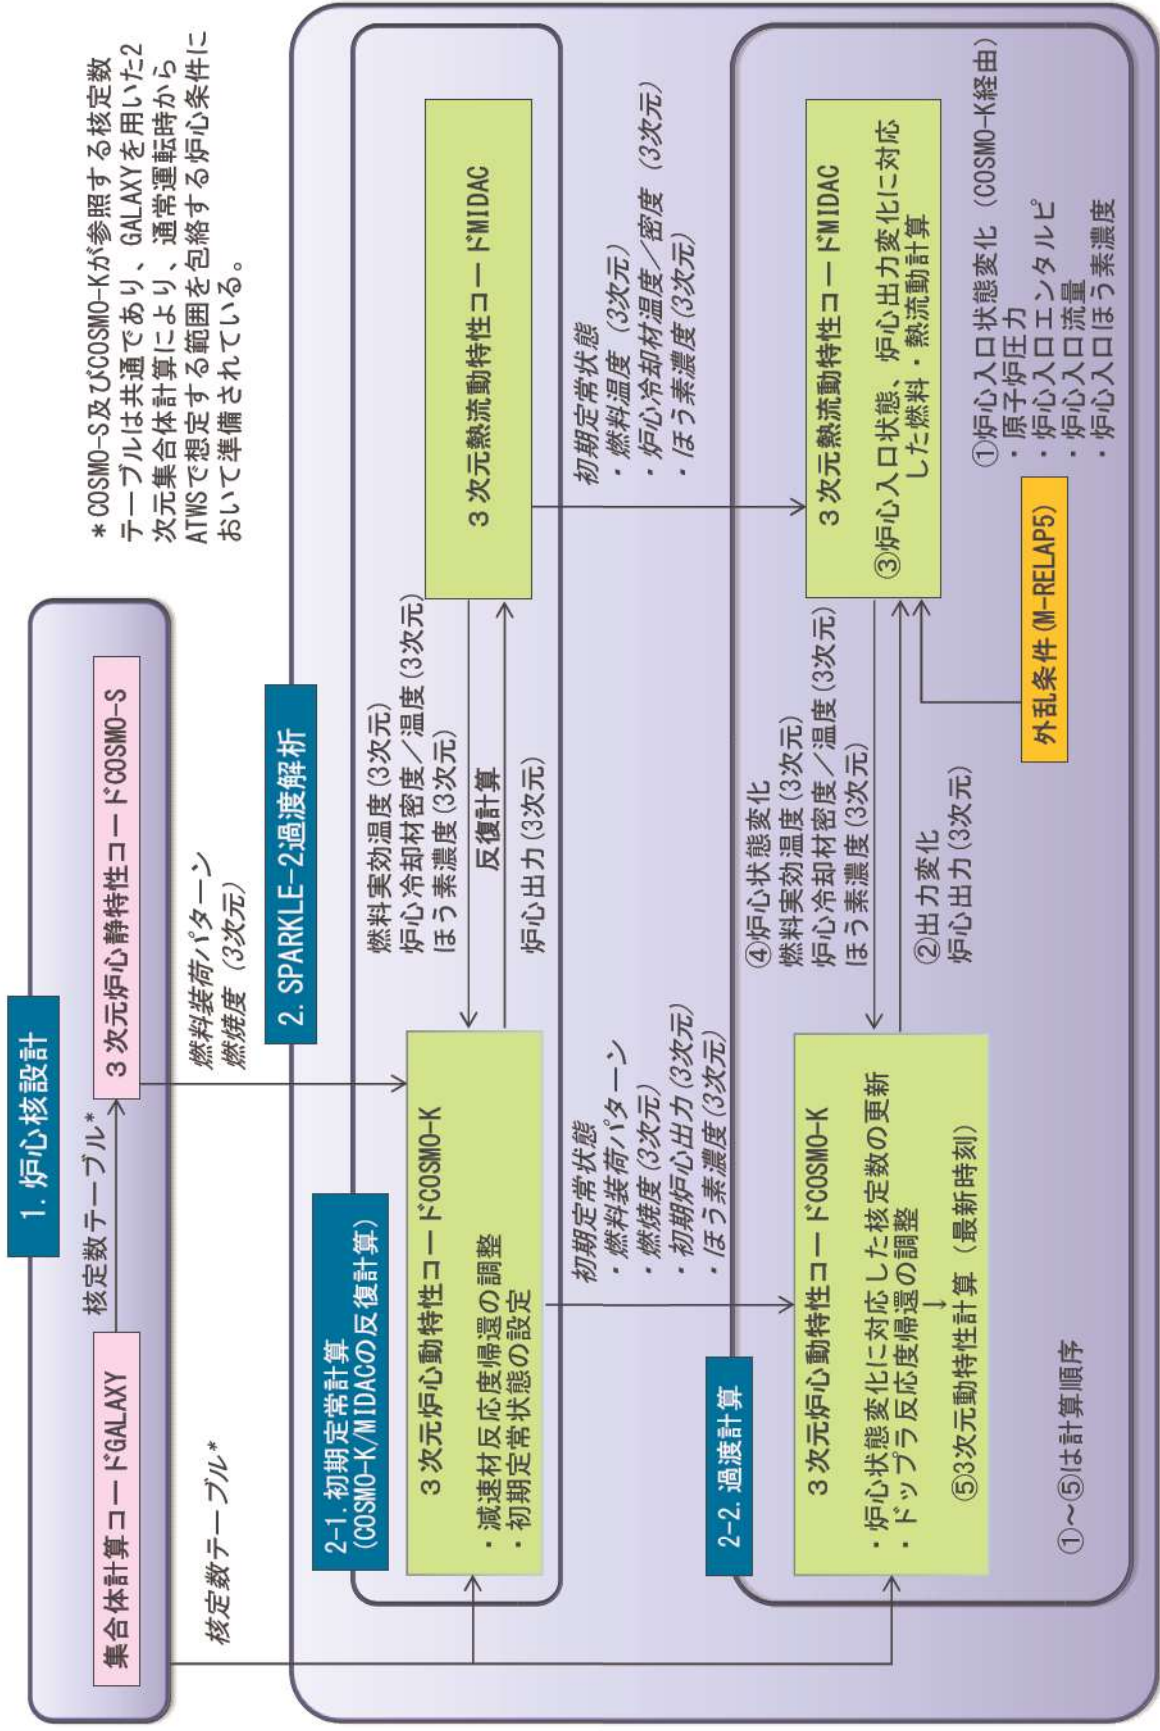 1. 炉心核設計
集合体計算コードGALAXY
核定数テーブル*
3次元炉心静特性コードCOSMO-S
*COSMO-S及びCOSMO-Kが参照する核定数
テーブルは共通であり、GALAXYを用いた2
次元集合体計算により、通常運転時から
ATWSで想定する範囲を包絡する炉心条件に
おいて準備されている。
核定数テーブル*
燃料装荷パターン
燃焼度(3次元)
2. SPARKLE-2過渡解析
2-1. 初期定常計算
(COSMO-K/MIDACの反復計算)
3次元炉心動特性コードCOSMO-K
・減速材反応度帰還の調整
・初期定常状態の設定
燃料実効温度(3次元)
炉心冷却材密度/温度(3次元)
ほう素濃度(3次元)
反復計算
炉心出力(3次元)
3次元熱流動特性コードMIDAC
初期定常状態
・燃料装荷パターン
・燃焼度(3次元)
・初期炉心出力(3次元)
・ほう素濃度(3次元)
初期定常状態
・燃料温度(3次元)
・炉心冷却材温度/密度(3次元)
・ほう素濃度(3次元)
2-2. 過渡計算
3次元炉心動特性コードCOSMO-K
・炉心状態変化に対応した核定数の更新
・ドップラ反応度帰還の調整
↓
⑤3次元動特性計算(最新時刻)
④炉心状態変化
燃料実効温度(3次元)
炉心冷却材密度/温度(3次元)
ほう素濃度(3次元)
②出力変化
炉心出力(3次元)
3次元熱流動特性コードMIDAC
③炉心入口状態、炉心出力変化に対応
した燃料・熱流動計算
外乱条件(M-RELAP5)
①炉心入口状態変化(COSMO-K経由)
・原子炉圧力
・炉心入口エンタルピ
・炉心入口流量
・炉心入口ほう素濃度
①~⑤は計算順序